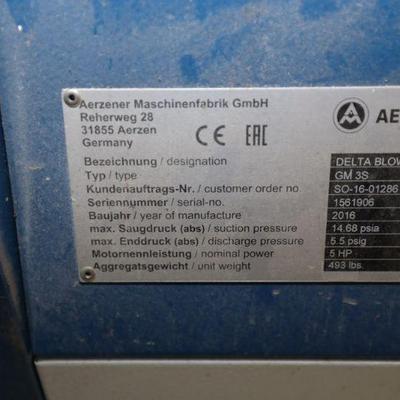 Aerzener Maschinenfabrik GmbH
Reherweg 28
31855 Aerzen
Germany
CE EAC
AE
Bezeichnung / designation DELTA BLOW
Typ / type GM 3S
Kundenauftrags-Nr. / customer order no SO-16-01286
Seriennummer / serial-no. 1561906
Baujahr / year of manufacture 2016
max. Saugdruck (abs) / suction pressure 14.68 psia
max. Enddruck (abs) / discharge pressure 5.5 psig
Motornennleistung / nominal power 5 HP
Aggregatsgewicht / unit weight 493 lbs.